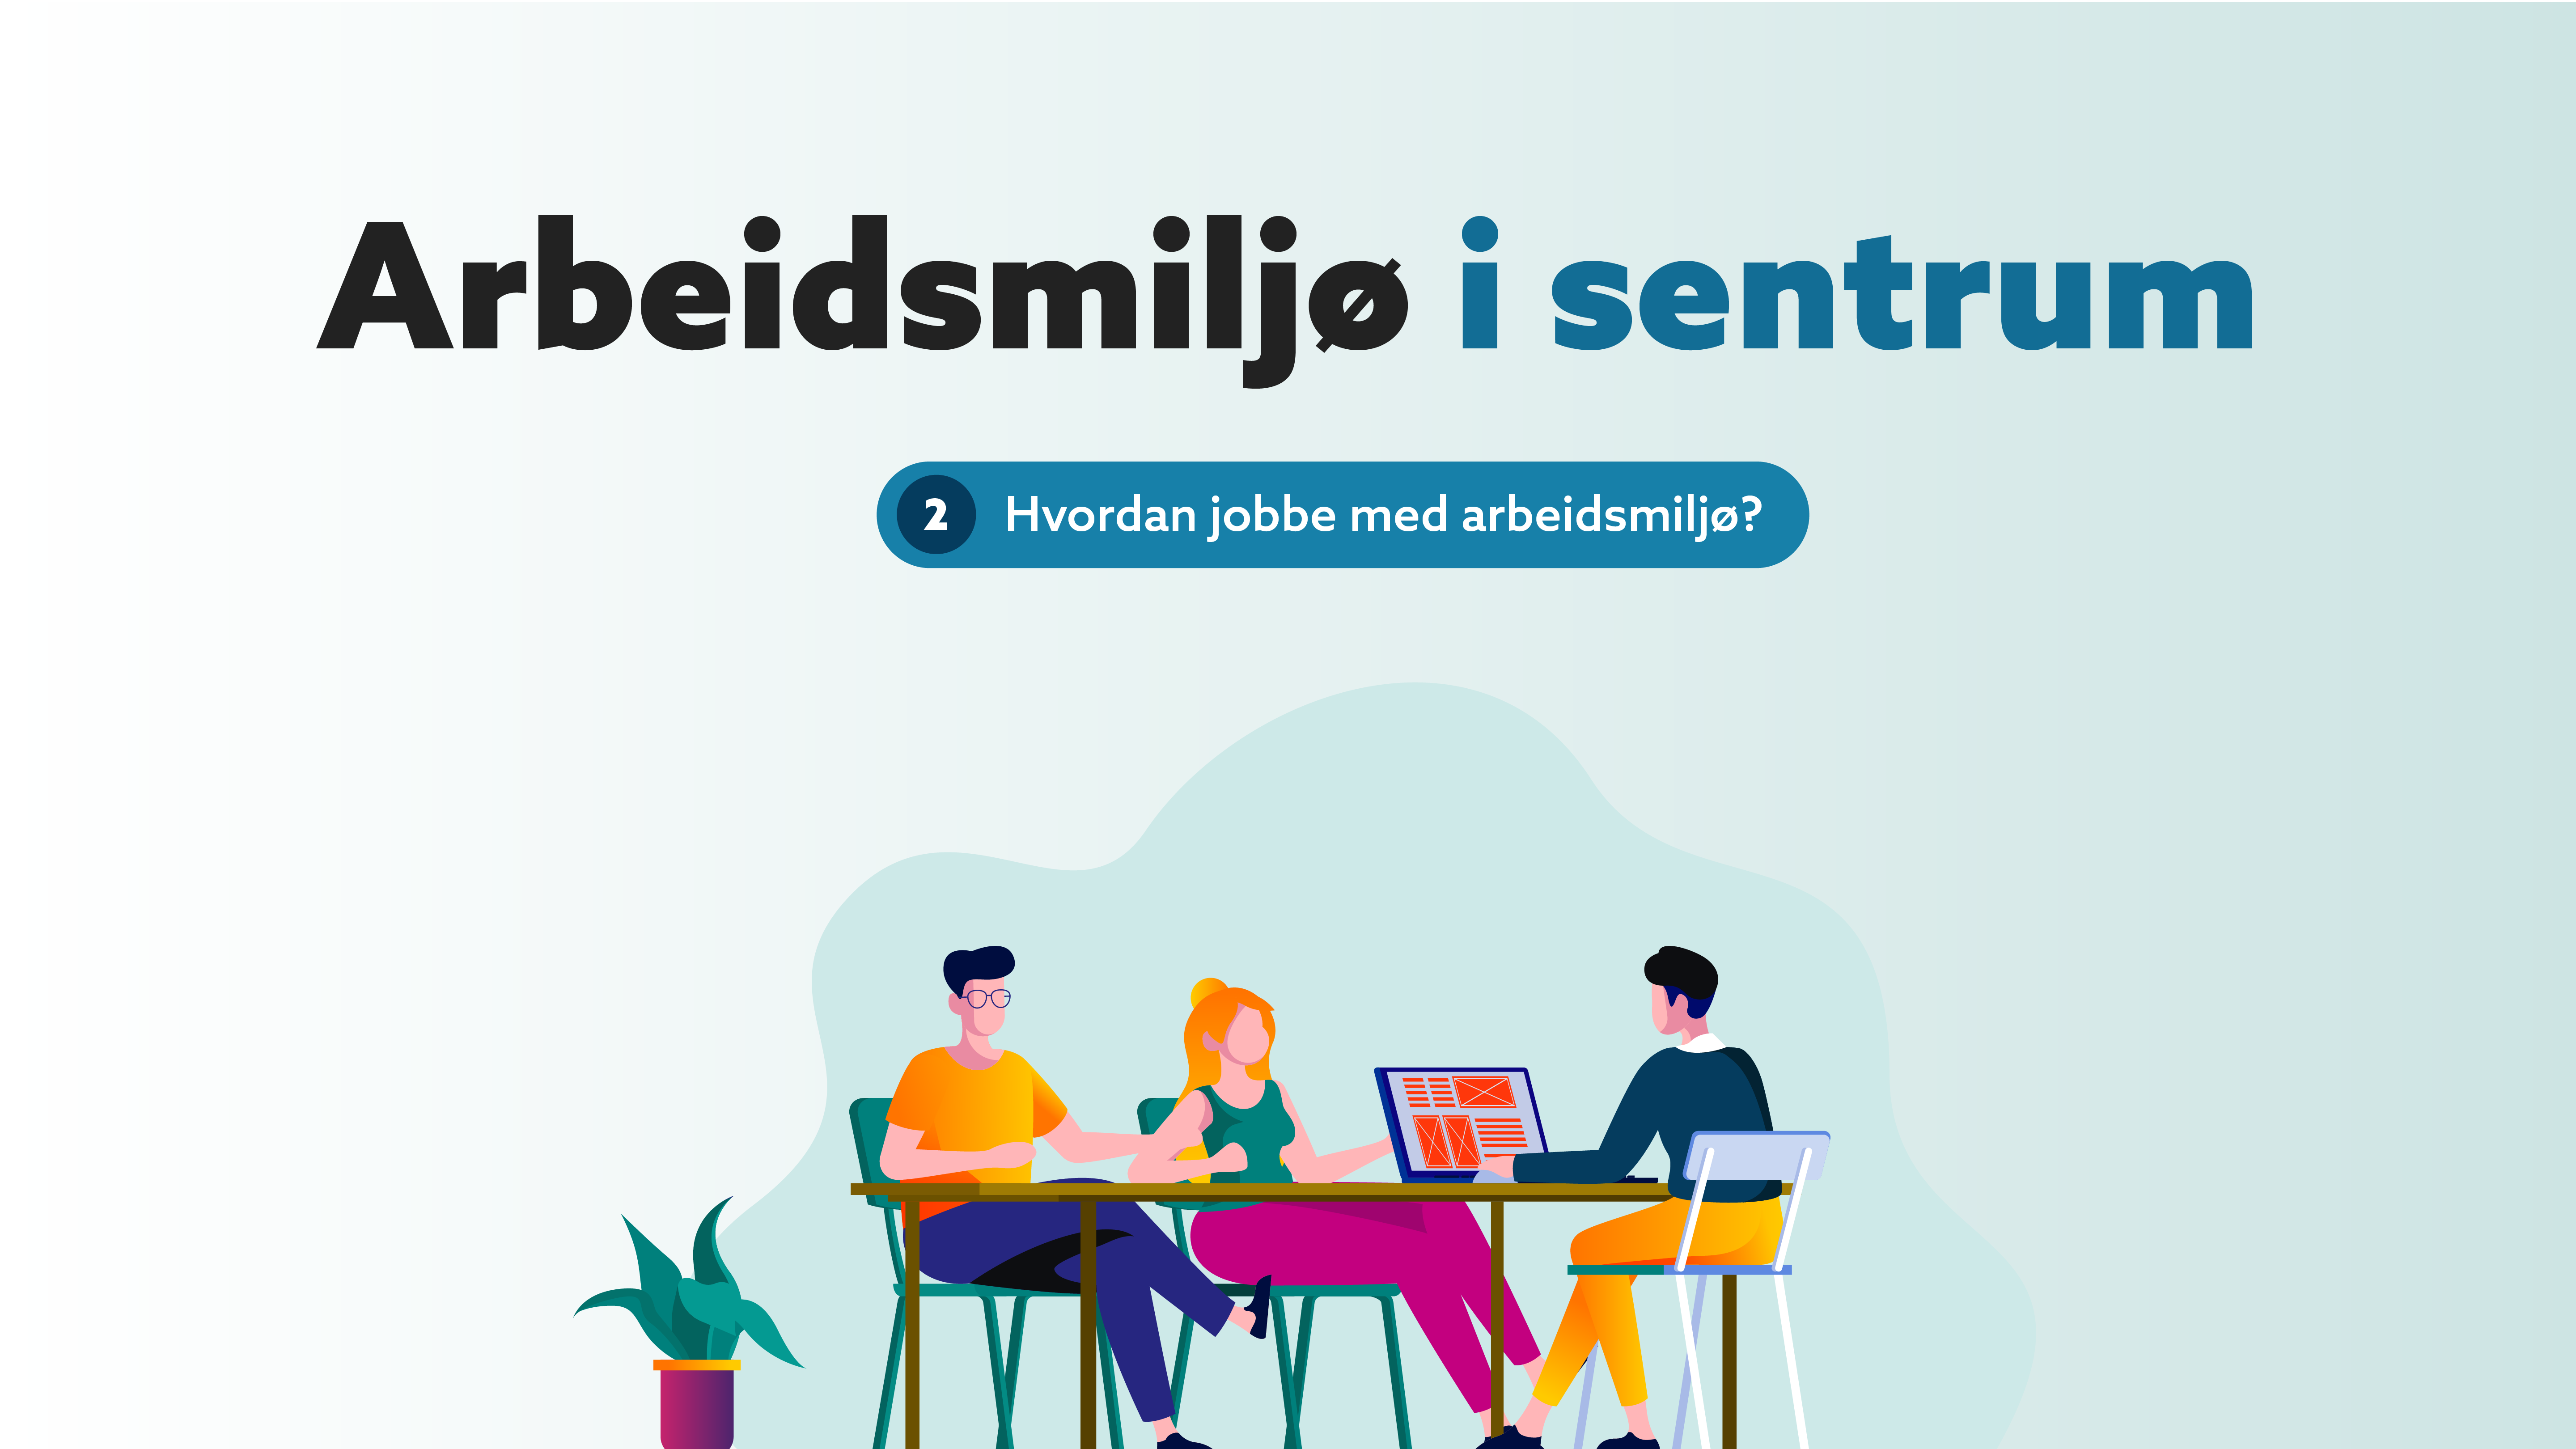 Arbeidsmiljø i sentrum
2 Hvordan jobbe med arbeidsmiljø?